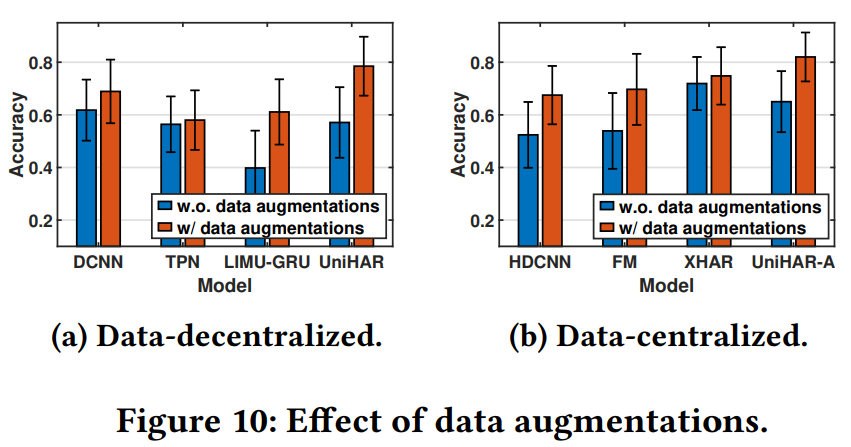 Accuracy
0.8
0.6
0.4
0.2
w.o. data augmentations
w/ data augmentations
DCNN TPN LIMU-GRU UniHAR
Model
(a) Data-decentralized.
Accuracy
0.8
0.6
0.4
0.2
w.o. data augmentations
w/ data augmentations
HDCNN FM XHAR UniHAR-A
Model
(b) Data-centralized.
Figure 10: Effect of data augmentations.